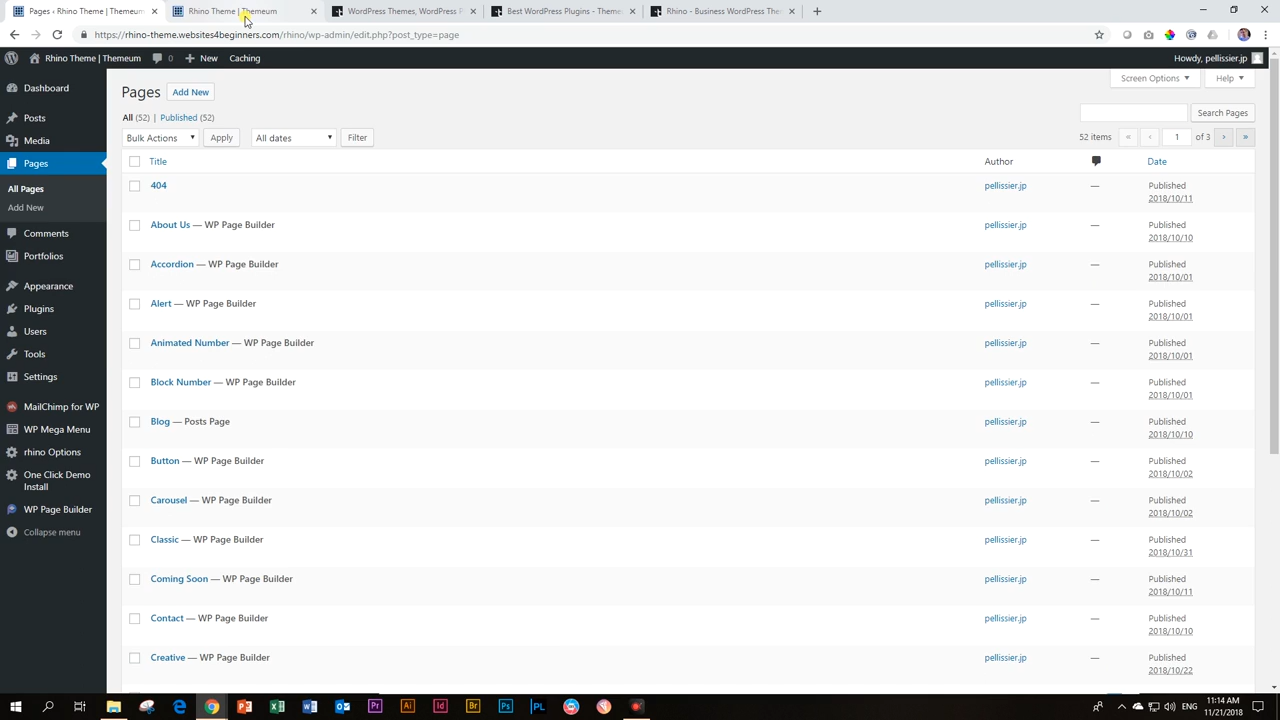 Pages ‹ Rhino Theme | Themeum
Rhino Theme | Themeum
WordPress Themes, WordPress P
Best WordPress Plugins - Theme
Rhino - Business WordPress The
https://rhino-theme.websites4beginners.com/rhino/wp-admin/edit.php?post_type=page
Rhino Theme | Themeum 0 New Caching Howdy, pellissier.jp
Screen Options Help
Dashboard
Posts
Media
Pages
All Pages
Add New
Comments
Portfolios
Appearance
Plugins
Users
Tools
Settings
MailChimp for WP
WP Mega Menu
rhino Options
One Click Demo
Install
WP Page Builder
Collapse menu
Pages Add New
All (52) | Published (52)
Search Pages
Bulk Actions Apply All dates Filter
52 items « ‹ 1 of 3 › »
Title Author Date
404 pellissier.jp — Published
2018/10/11
About Us — WP Page Builder pellissier.jp — Published
2018/10/10
Accordion — WP Page Builder pellissier.jp — Published
2018/10/01
Alert — WP Page Builder pellissier.jp — Published
2018/10/01
Animated Number — WP Page Builder pellissier.jp — Published
2018/10/01
Block Number — WP Page Builder pellissier.jp — Published
2018/10/01
Blog — Posts Page pellissier.jp — Published
2018/10/10
Button — WP Page Builder pellissier.jp — Published
2018/10/02
Carousel — WP Page Builder pellissier.jp — Published
2018/10/02
Classic — WP Page Builder pellissier.jp — Published
2018/10/31
Coming Soon — WP Page Builder pellissier.jp — Published
2018/10/11
Contact — WP Page Builder pellissier.jp — Published
2018/10/10
Creative — WP Page Builder pellissier.jp — Published
2018/10/22
Pr Ai Id Br Ps PL
ENG
11:14 AM
11/21/2018